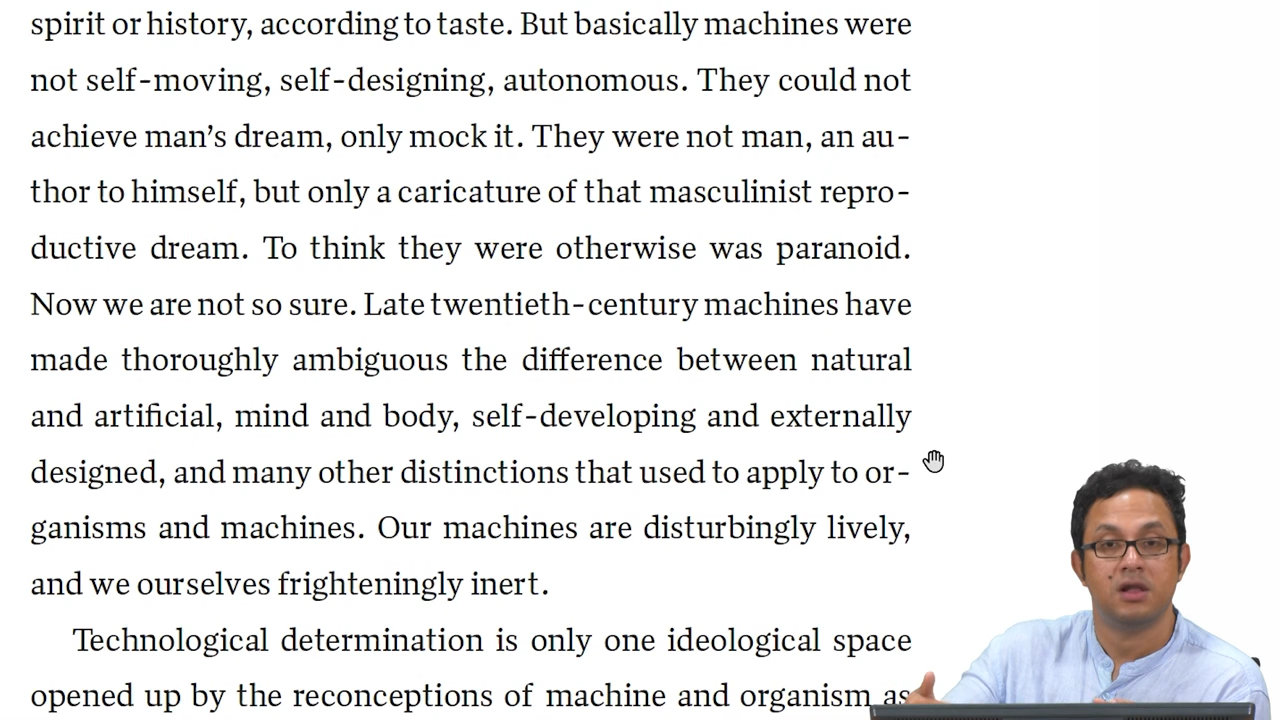 spirit or history, according to taste. But basically machines were
not self-moving, self-designing, autonomous. They could not
achieve man's dream, only mock it. They were not man, an au-
thor to himself, but only a caricature of that masculinist repro-
ductive dream. To think they were otherwise was paranoid.
Now we are not so sure. Late twentieth-century machines have
made thoroughly ambiguous the difference between natural
and artificial, mind and body, self-developing and externally
designed, and many other distinctions that used to apply to or-
ganisms and machines. Our machines are disturbingly lively,
and we ourselves frighteningly inert.
Technological determination is only one ideological space
opened up by the reconceptions of machine and organism as